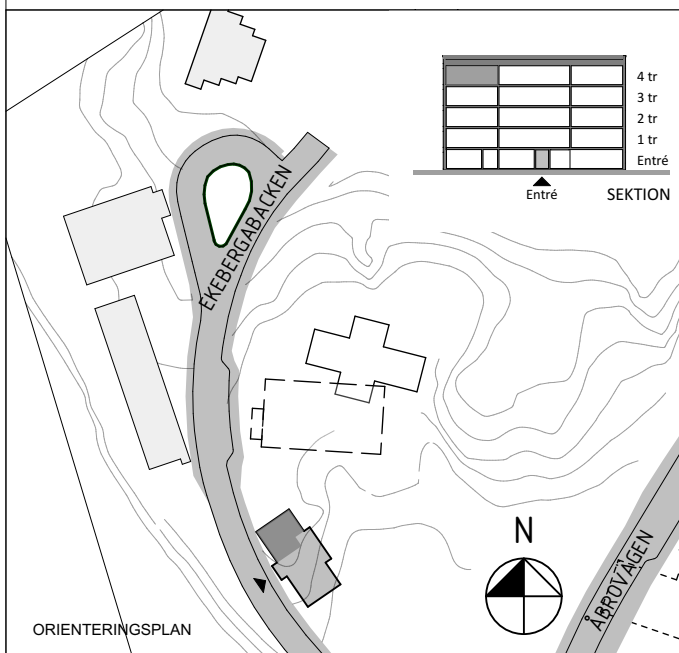 4 tr
3 tr
2 tr
1 tr
Entré
Entré
SEKTION
EKEBERGABACKEN
N
ÅBROVÄGEN
ORIENTERINGSPLAN